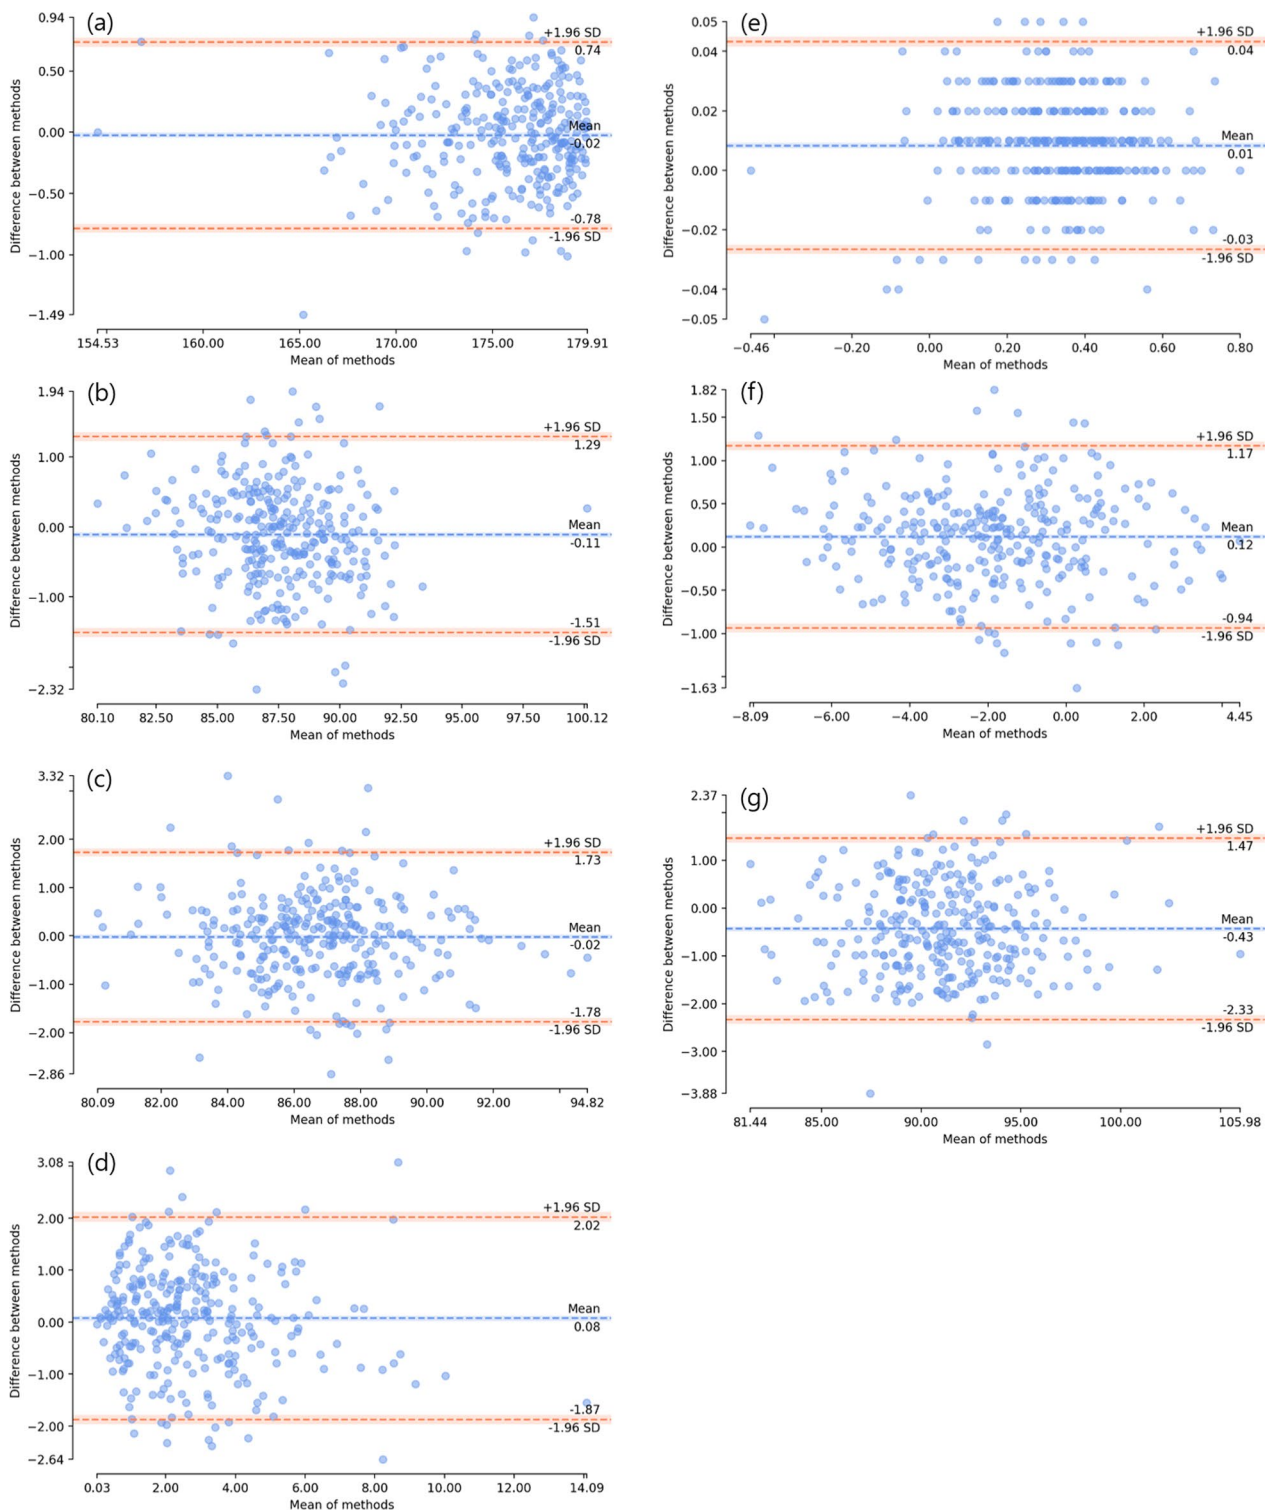 (a)
0.94
0.50
0.00
−0.50
−1.00
−1.49
Difference between methods
+1.96 SD
0.74
Mean
-0.02
-0.78
-1.96 SD
154.53
160.00
165.00
170.00
175.00
179.91
Mean of methods
(e)
0.05
0.04
0.02
0.00
−0.02
−0.04
−0.05
Difference between methods
+1.96 SD
0.04
Mean
0.01
-0.03
-1.96 SD
−0.46
−0.20
0.00
0.20
0.40
0.60
0.80
Mean of methods
(b)
1.94
1.00
0.00
−1.00
−2.32
Difference between methods
+1.96 SD
1.29
Mean
-0.11
-1.51
-1.96 SD
80.10
82.50
85.00
87.50
90.00
92.50
95.00
97.50
100.12
Mean of methods
(f)
1.82
1.50
1.00
0.50
0.00
−0.50
−1.00
−1.63
Difference between methods
+1.96 SD
1.17
Mean
0.12
-0.94
-1.96 SD
−8.09
−6.00
−4.00
−2.00
0.00
2.00
4.45
Mean of methods
(c)
3.32
2.00
1.00
0.00
−1.00
−2.00
−2.86
Difference between methods
+1.96 SD
1.73
Mean
-0.02
-1.78
-1.96 SD
80.09
82.00
84.00
86.00
88.00
90.00
92.00
94.82
Mean of methods
(g)
2.37
1.00
0.00
−1.00
−2.00
−3.00
−3.88
Difference between methods
+1.96 SD
1.47
Mean
-0.43
-2.33
-1.96 SD
81.44
85.00
90.00
95.00
100.00
105.98
Mean of methods
(d)
3.08
2.00
1.00
0.00
−1.00
−2.00
−2.64
Difference between methods
+1.96 SD
2.02
Mean
0.08
-1.87
-1.96 SD
0.03
2.00
4.00
6.00
8.00
10.00
12.00
14.09
Mean of methods